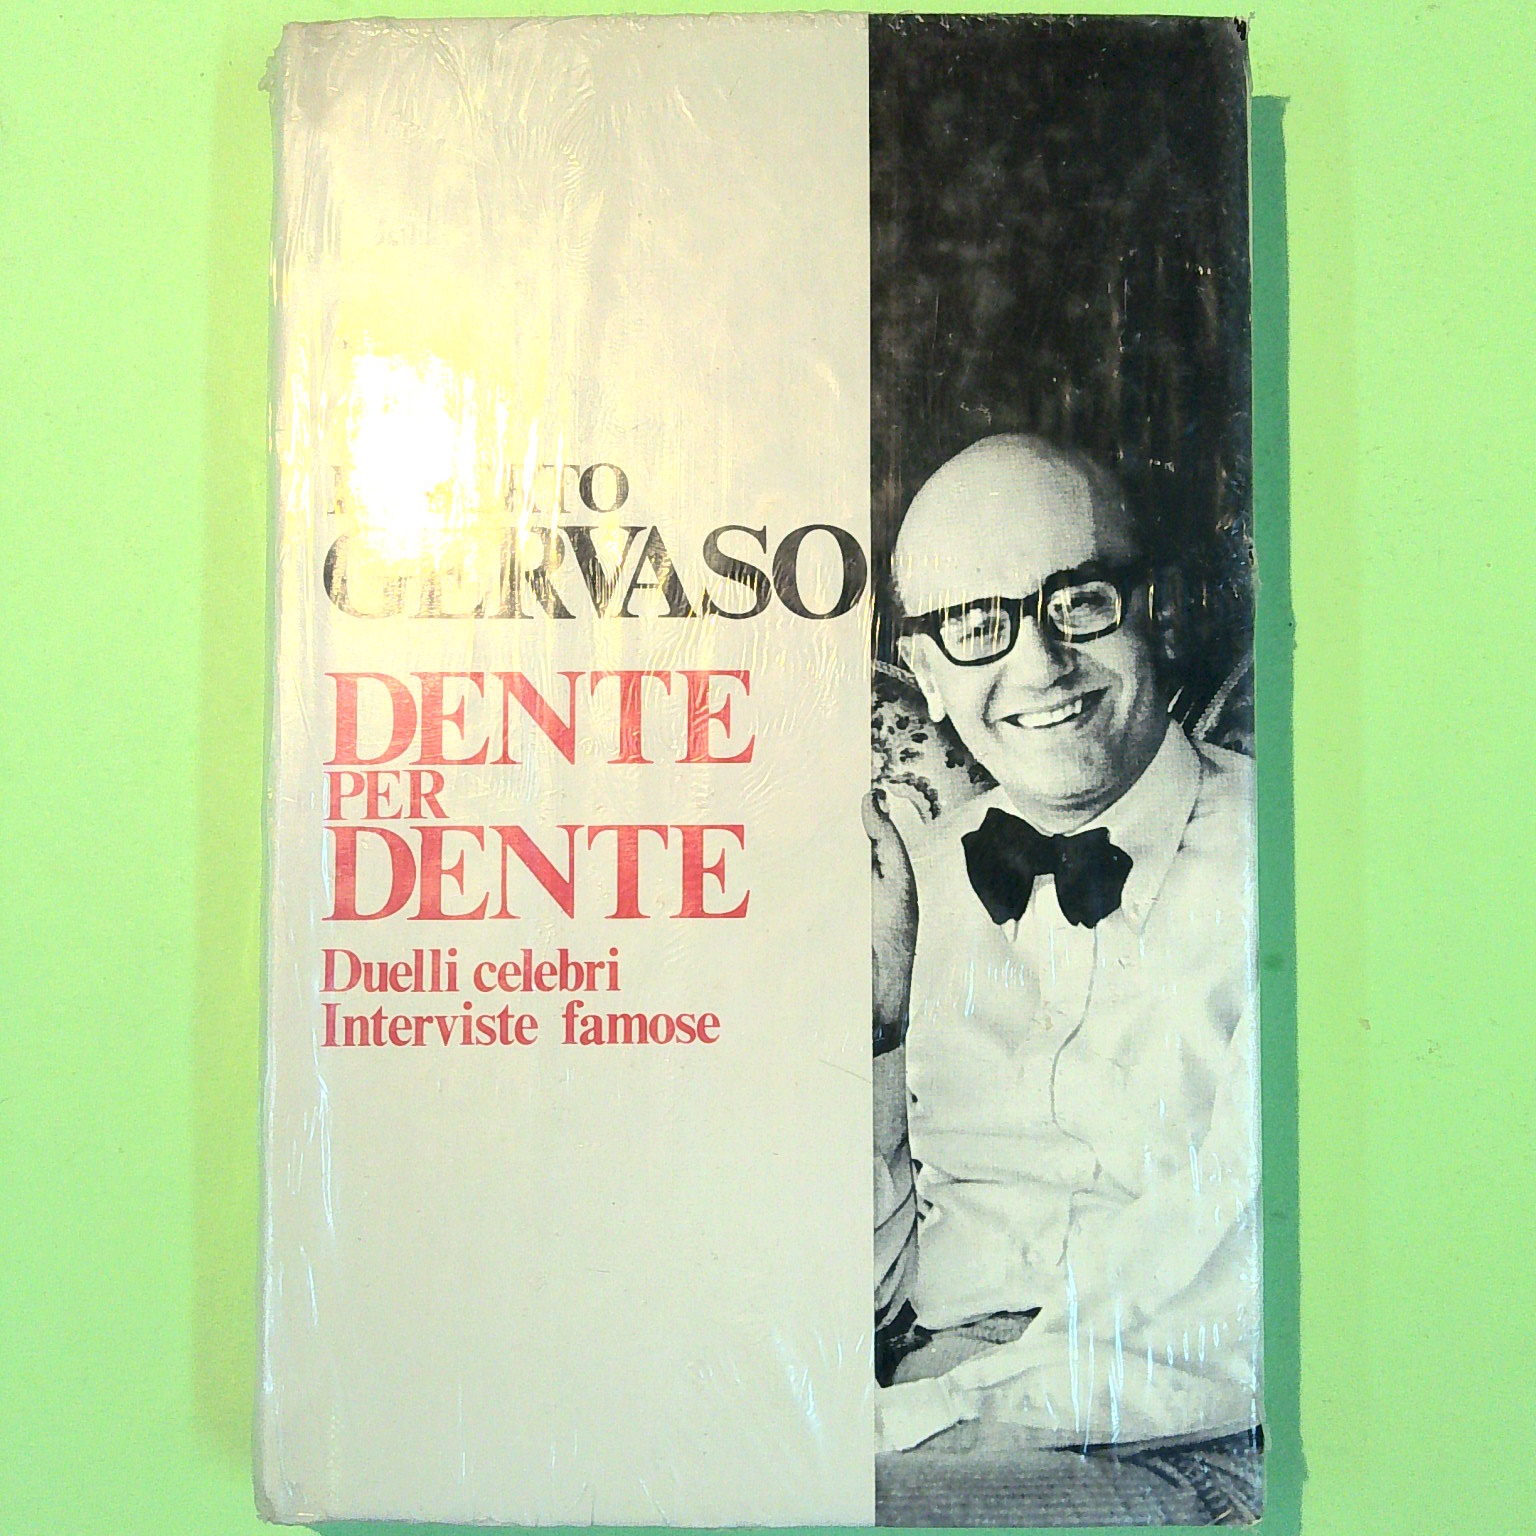 GERVASO
DENTE
PER
DENTE
Duelli celebri
Interviste famose